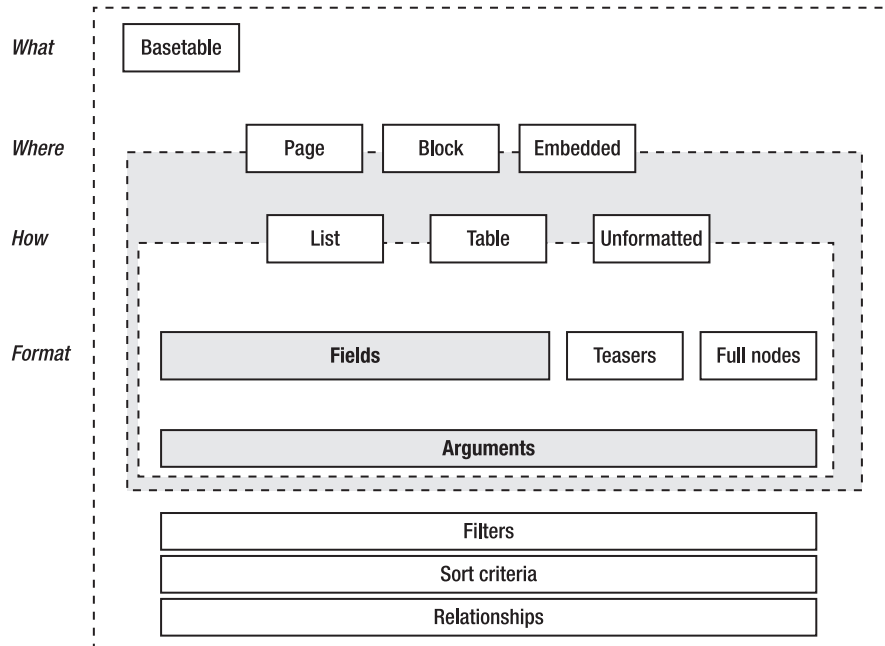 What
Basetable
Where
Page
Block
Embedded
How
List
Table
Unformatted
Format
Fields
Teasers
Full nodes
Arguments
Filters
Sort criteria
Relationships